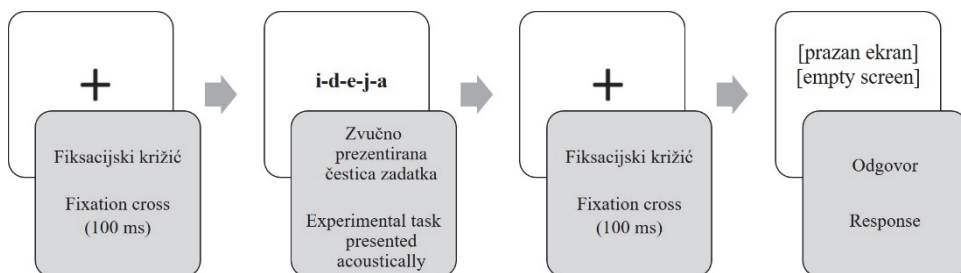 +
Fiksacijski križić
Fixation cross
(100 ms)
i-d-e-j-a
Zvučno
prezentirana
čestica zadatka
Experimental task
presented
acoustically
+
Fiksacijski križić
Fixation cross
(100 ms)
[prazan ekran]
[empty screen]
Odgovor
Response